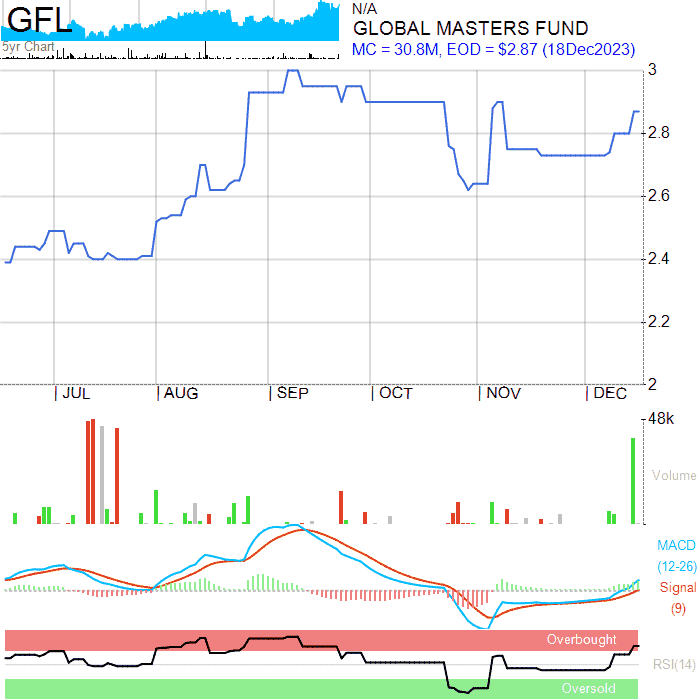 GFL
5yr Chart
N/A
GLOBAL MASTERS FUND
MC = 30.8M, EOD = $2.87 (18Dec2023)
3
2.8
2.6
2.4
2.2
2
JUL AUG SEP OCT NOV DEC
48k
Volume
MACD
(12-26)
Signal
(9)
Overbought
RSI(14)
Oversold